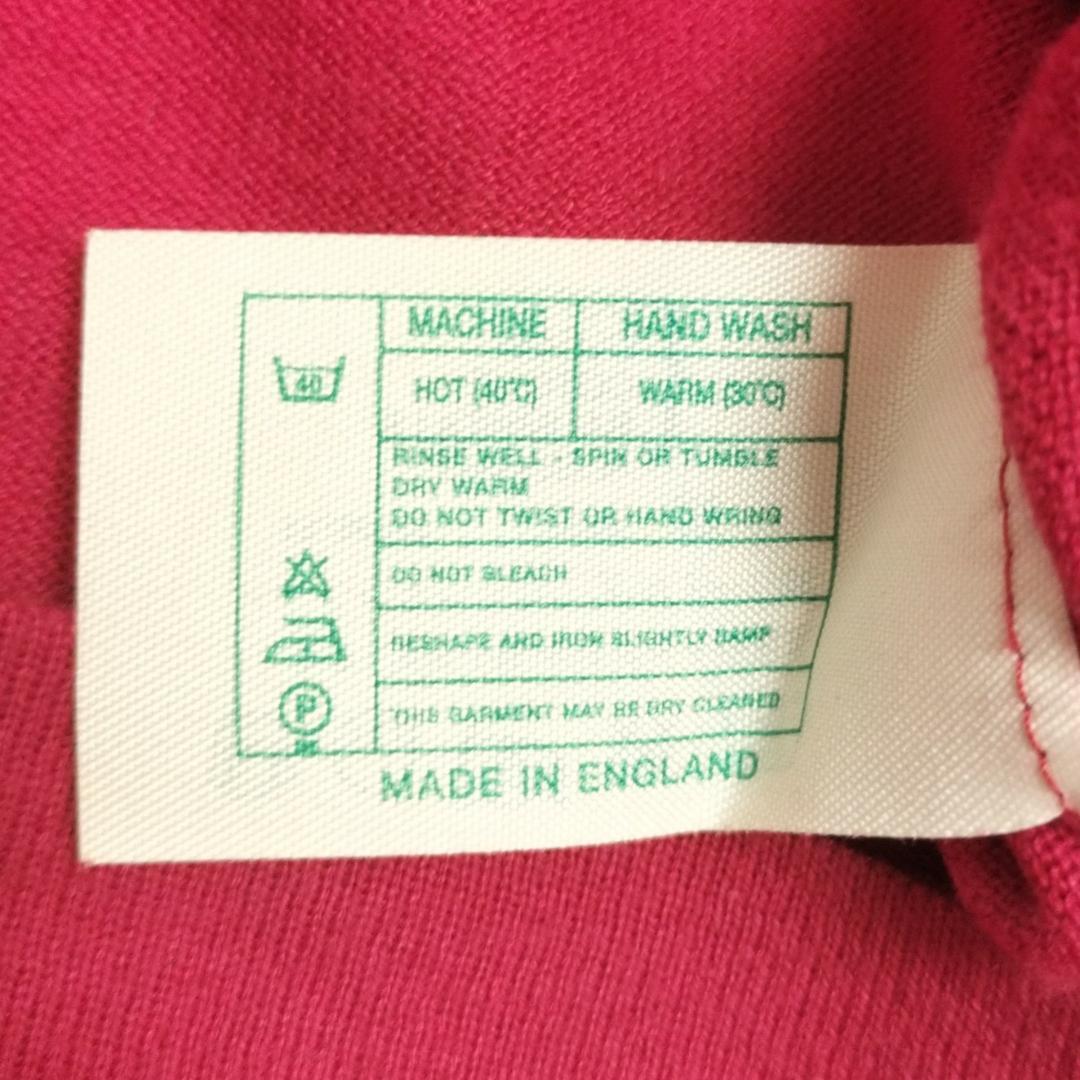 MACHINE HAND WASH
40 HOT (40°C) WARM (30°C)
RINSE WELL - SPIN OR TUMBLE
DRY WARM
DO NOT TWIST OR HAND WRING
DO NOT BLEACH
RESHAPE AND IRON SLIGHTLY DAMP
P THIS GARMENT MAY BE DRY CLEANED
MADE IN ENGLAND